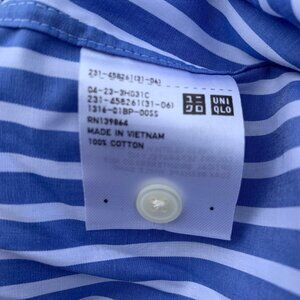 231-458261(31-06)
04-23-3H031C
231-458261(31-06)
1316-01BP-00SS
RN139864
MADE IN VIETNAM
100% COTTON
UNI
QLO